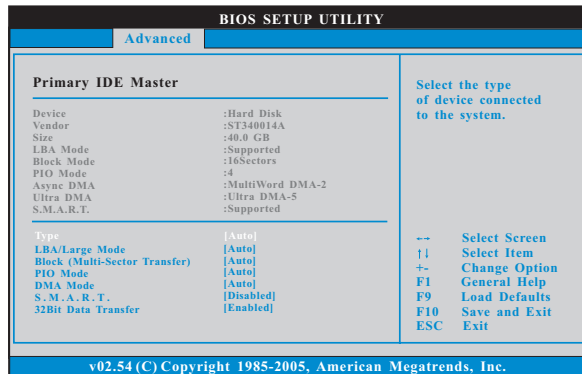 BIOS SETUP UTILITY
Advanced
Primary IDE Master
Device :Hard Disk
Vendor :ST340014A
Size :40.0 GB
LBA Mode :Supported
Block Mode :16Sectors
PIO Mode :4
Async DMA :MultiWord DMA-2
Ultra DMA :Ultra DMA-5
S.M.A.R.T. :Supported
Type [Auto]
LBA/Large Mode [Auto]
Block (Multi-Sector Transfer) [Auto]
PIO Mode [Auto]
DMA Mode [Auto]
S.M.A.R.T. [Disabled]
32Bit Data Transfer [Enabled]
Select the type
of device connected
to the system.
←→ Select Screen
↑↓ Select Item
+- Change Option
F1 General Help
F9 Load Defaults
F10 Save and Exit
ESC Exit
v02.54 (C) Copyright 1985-2005, American Megatrends, Inc.